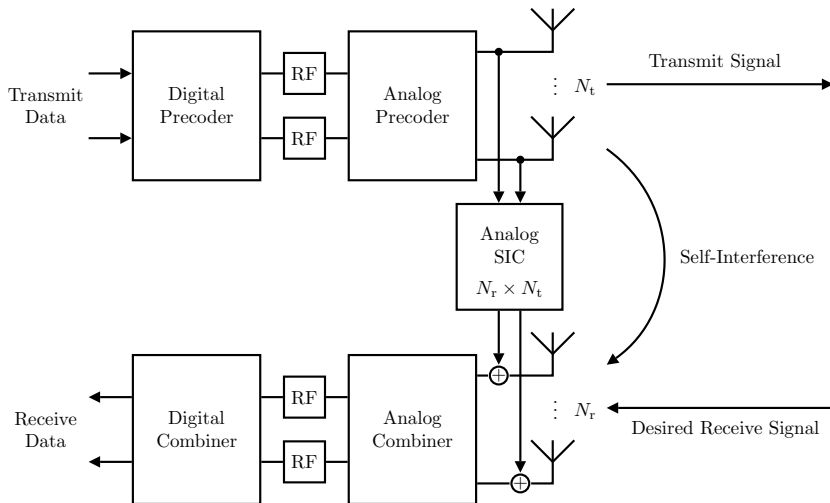 Transmit
Data
Digital
Precoder
RF
RF
Analog
Precoder
⋮ N_t
Transmit Signal
Analog
SIC
N_r × N_t
Self-Interference
Receive
Data
Digital
Combiner
RF
RF
Analog
Combiner
+
+
⋮ N_r
Desired Receive Signal